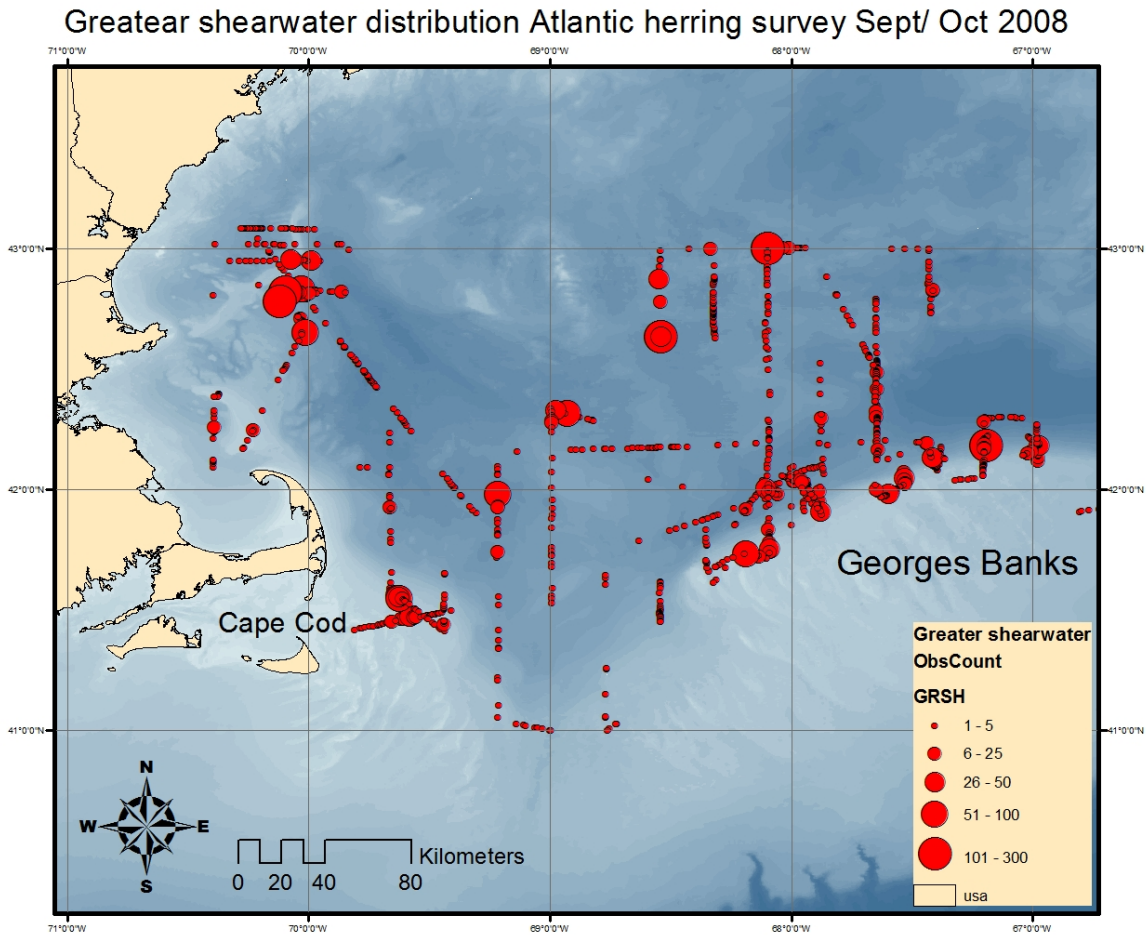 Greatear shearwater distribution Atlantic herring survey Sept/ Oct 2008
71°0'0"W 70°0'0"W 69°0'0"W 68°0'0"W 67°0'0"W
43°0'0"N 43°0'0"N
42°0'0"N 42°0'0"N
Georges Banks
Cape Cod
Greater shearwater
ObsCount
GRSH
1 - 5
6 - 25
26 - 50
51 - 100
101 - 300
usa
41°0'0"N 41°0'0"N
N
W E
S
Kilometers
0 20 40 80
71°0'0"W 70°0'0"W 69°0'0"W 68°0'0"W 67°0'0"W